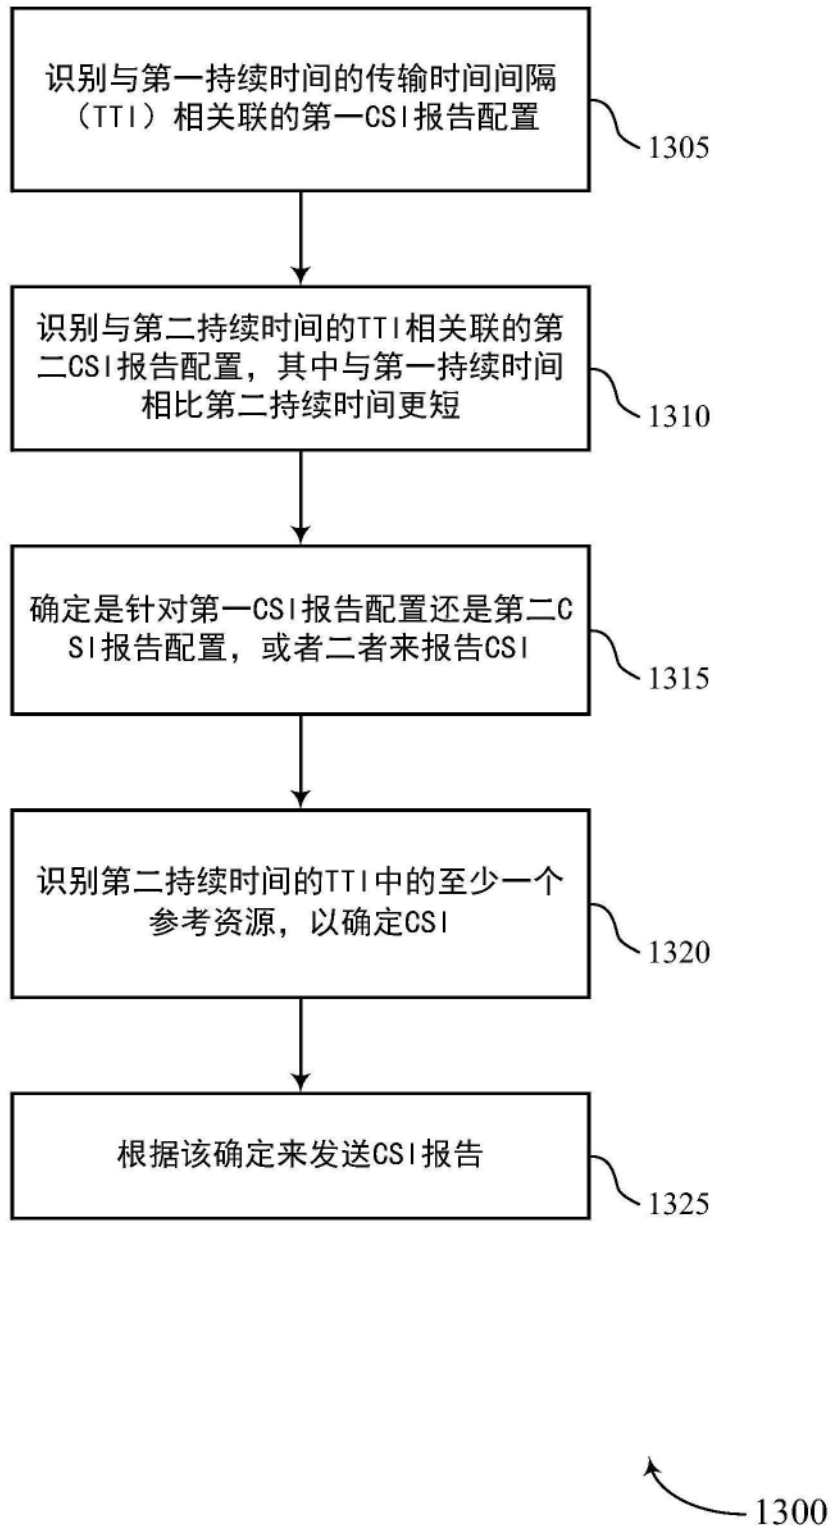 识别与第一持续时间的传输时间间隔
（TTI）相关联的第一CSI报告配置
1305
识别与第二持续时间的TTI相关联的第
二CSI报告配置，其中与第一持续时间
相比第二持续时间更短
1310
确定是针对第一CSI报告配置还是第二C
SI报告配置，或者二者来报告CSI
1315
识别第二持续时间的TTI中的至少一个
参考资源，以确定CSI
1320
根据该确定来发送CSI报告
1325
1300